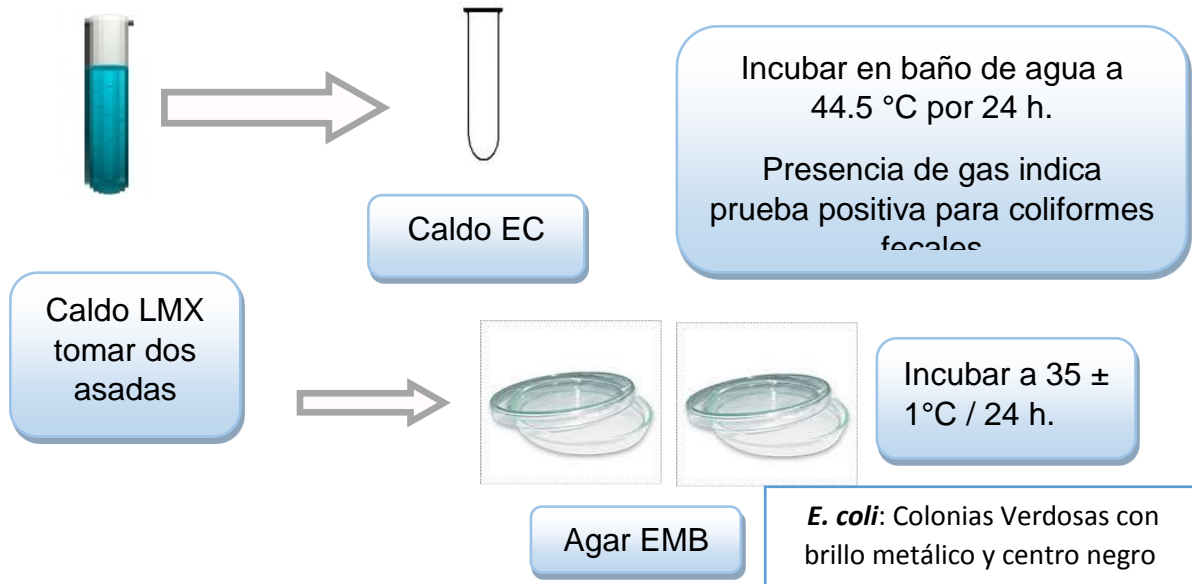 Incubar en baño de agua a
44.5 °C por 24 h.
Presencia de gas indica
prueba positiva para coliformes
fecales
Caldo EC
Caldo LMX
tomar dos
asadas
Incubar a 35 ±
1°C / 24 h.
Agar EMB
E. coli: Colonias Verdosas con
brillo metálico y centro negro